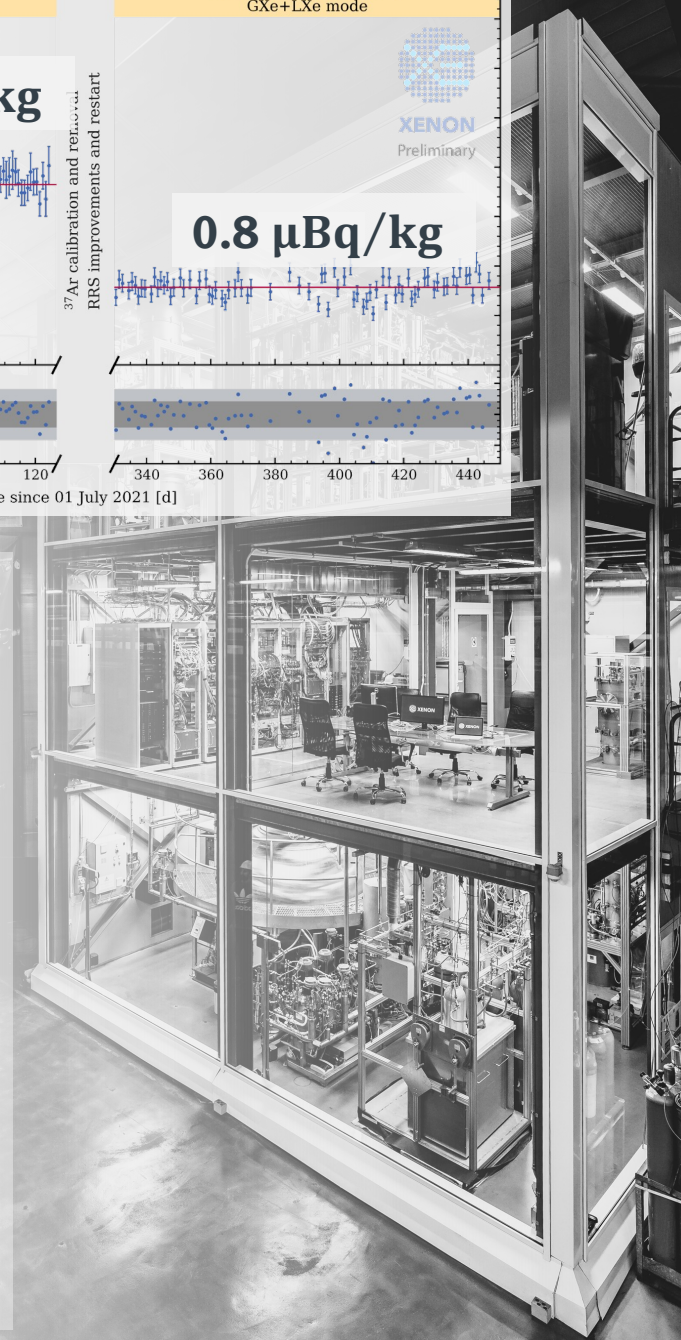 GXe+LXe mode
XENON
Preliminary
kg
³⁷Ar calibration and removal
RRS improvements and restart
0.8 μBq/kg
120
340
360
380
400
420
440
e since 01 July 2021 [d]
XENON
XENON